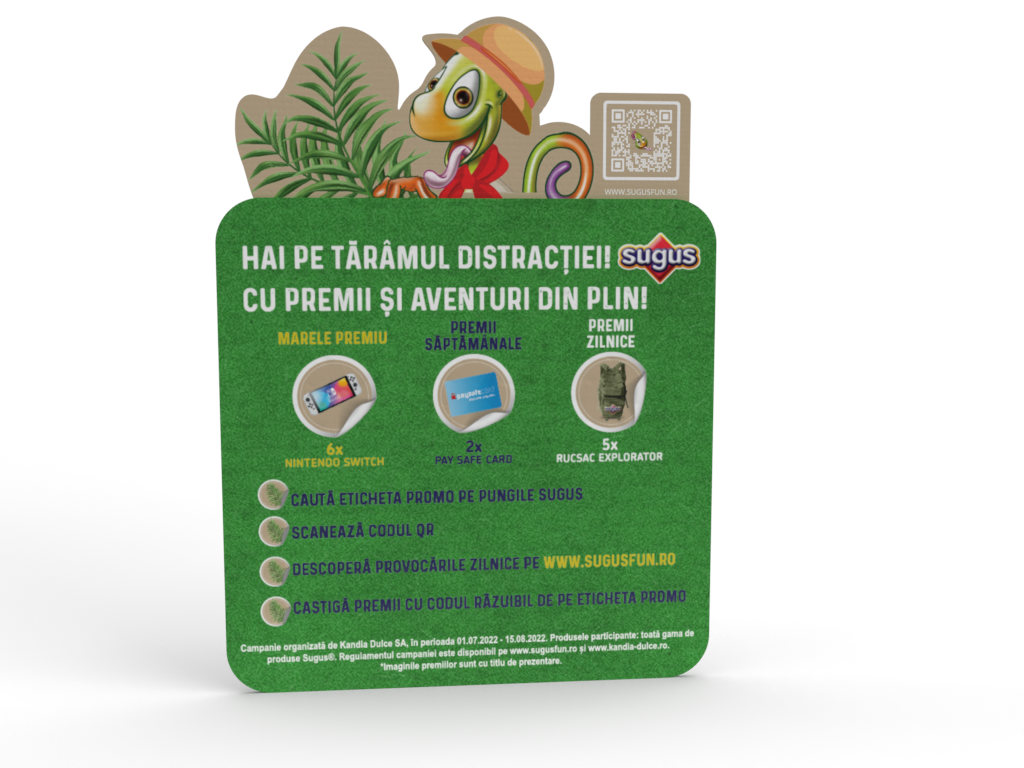 WWW.SUGUSFUN.RO
HAI PE TĂRÂMUL DISTRACȚIEI! sugus
CU PREMII ȘI AVENTURI DIN PLIN!
MARELE PREMIU
PREMII
SĂPTĂMÂNALE
PREMII
ZILNICE
paysafecard
6x
NINTENDO SWITCH
2x
PAY SAFE CARD
5x
RUCSAC EXPLORATOR
CAUTĂ ETICHETA PROMO PE PUNGILE SUGUS
SCANEAZĂ CODUL QR
DESCOPERĂ PROVOCĂRILE ZILNICE PE WWW.SUGUSFUN.RO
CASTIGĂ PREMII CU CODUL RĂZUIBIL DE PE ETICHETA PROMO
Campanie organizată de Kandia Dulce SA, în perioada 01.07.2022 - 15.08.2022. Produsele participante: toată gama de
produse Sugus®. Regulamentul campaniei este disponibil pe www.sugusfun.ro și www.kandia-dulce.ro.
*Imaginile premiilor sunt cu titlu de prezentare.